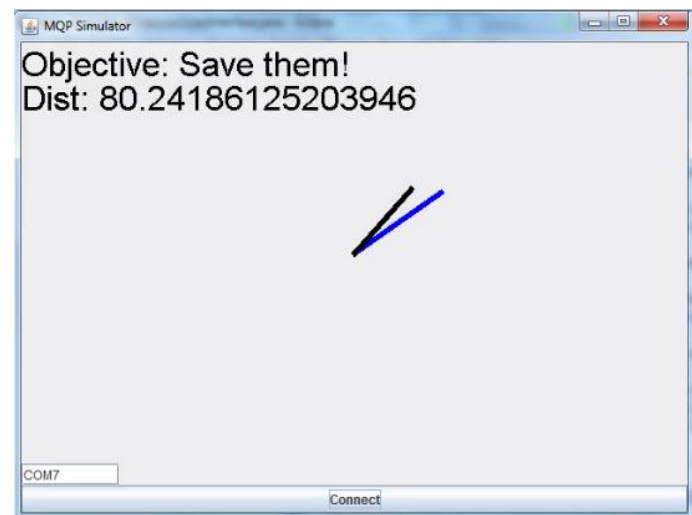 MQP Simulator
Objective: Save them!
Dist: 80.24186125203946
COM7
Connect